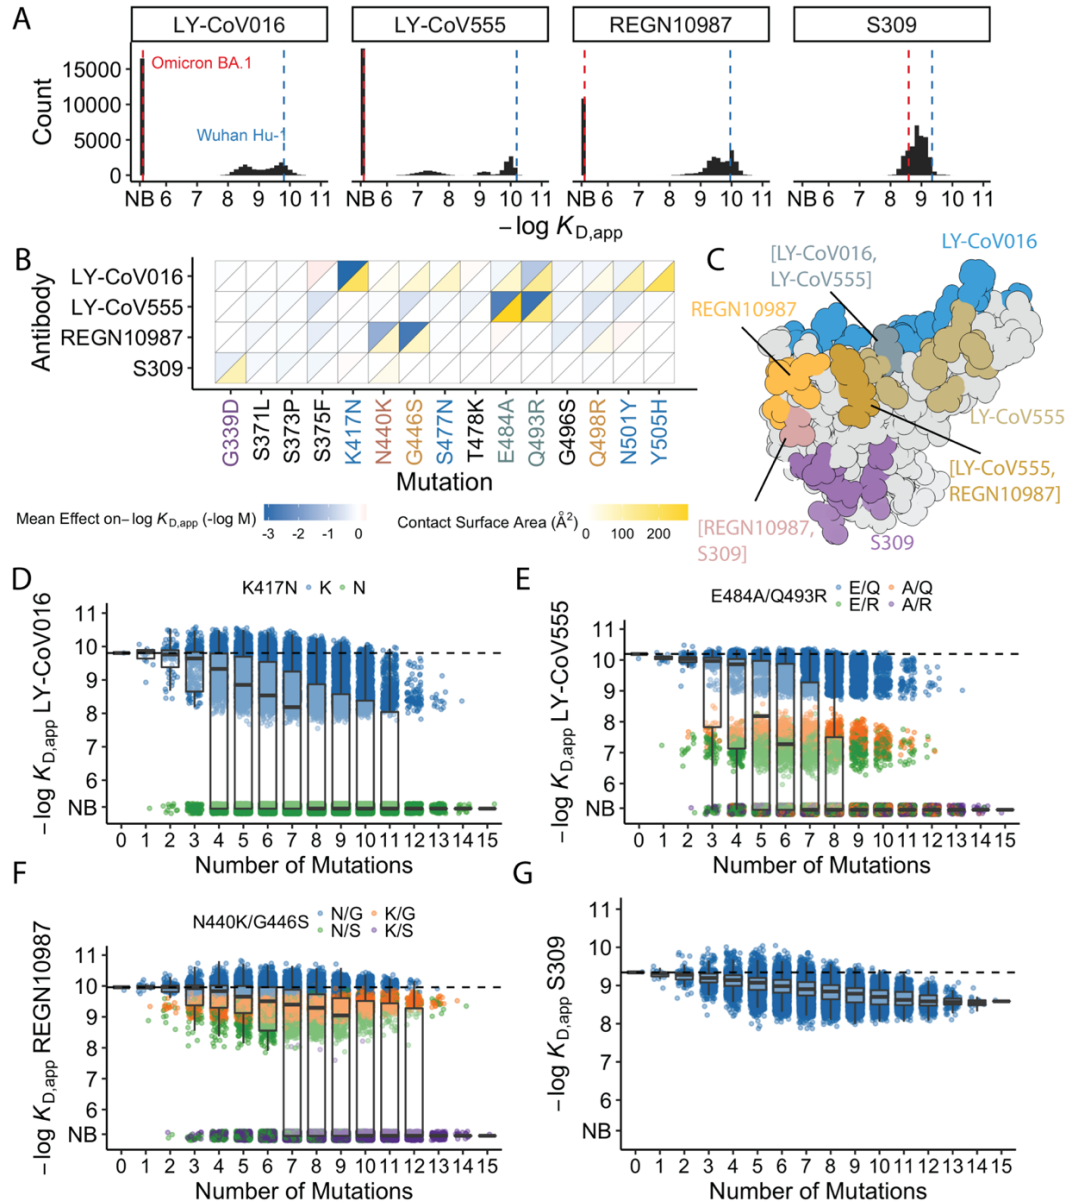 A
LY-CoV016
LY-CoV555
REGN10987
S309
Count
15000
10000
5000
0
Omicron BA.1
Wuhan Hu-1
NB 6 7 8 9 10 11
NB 6 7 8 9 10 11
NB 6 7 8 9 10 11
NB 6 7 8 9 10 11
−log K_D,app
B
Antibody
LY-CoV016
LY-CoV555
REGN10987
S309
G339D
S371L
S373P
S375F
K417N
N440K
G446S
S477N
T478K
E484A
Q493R
G496S
Q498R
N501Y
Y505H
Mutation
Mean Effect on−log K_D,app (-log M)
-3 -2 -1 0
Contact Surface Area (Å²)
0 100 200
C
[LY-CoV016,
LY-CoV555]
LY-CoV016
REGN10987
LY-CoV555
[LY-CoV555,
REGN10987]
[REGN10987,
S309]
S309
D
K417N K N
−log K_D,app LY-CoV016
11
10
9
8
7
6
NB
0 1 2 3 4 5 6 7 8 9 10 11 12 13 14 15
Number of Mutations
E
E484A/Q493R
E/Q A/Q
E/R A/R
−log K_D,app LY-CoV555
11
10
9
8
7
6
NB
0 1 2 3 4 5 6 7 8 9 10 11 12 13 14 15
Number of Mutations
F
N440K/G446S
N/G K/G
N/S K/S
−log K_D,app REGN10987
11
10
9
8
7
6
NB
0 1 2 3 4 5 6 7 8 9 10 11 12 13 14 15
Number of Mutations
G
−log K_D,app S309
11
10
9
8
7
6
NB
0 1 2 3 4 5 6 7 8 9 10 11 12 13 14 15
Number of Mutations